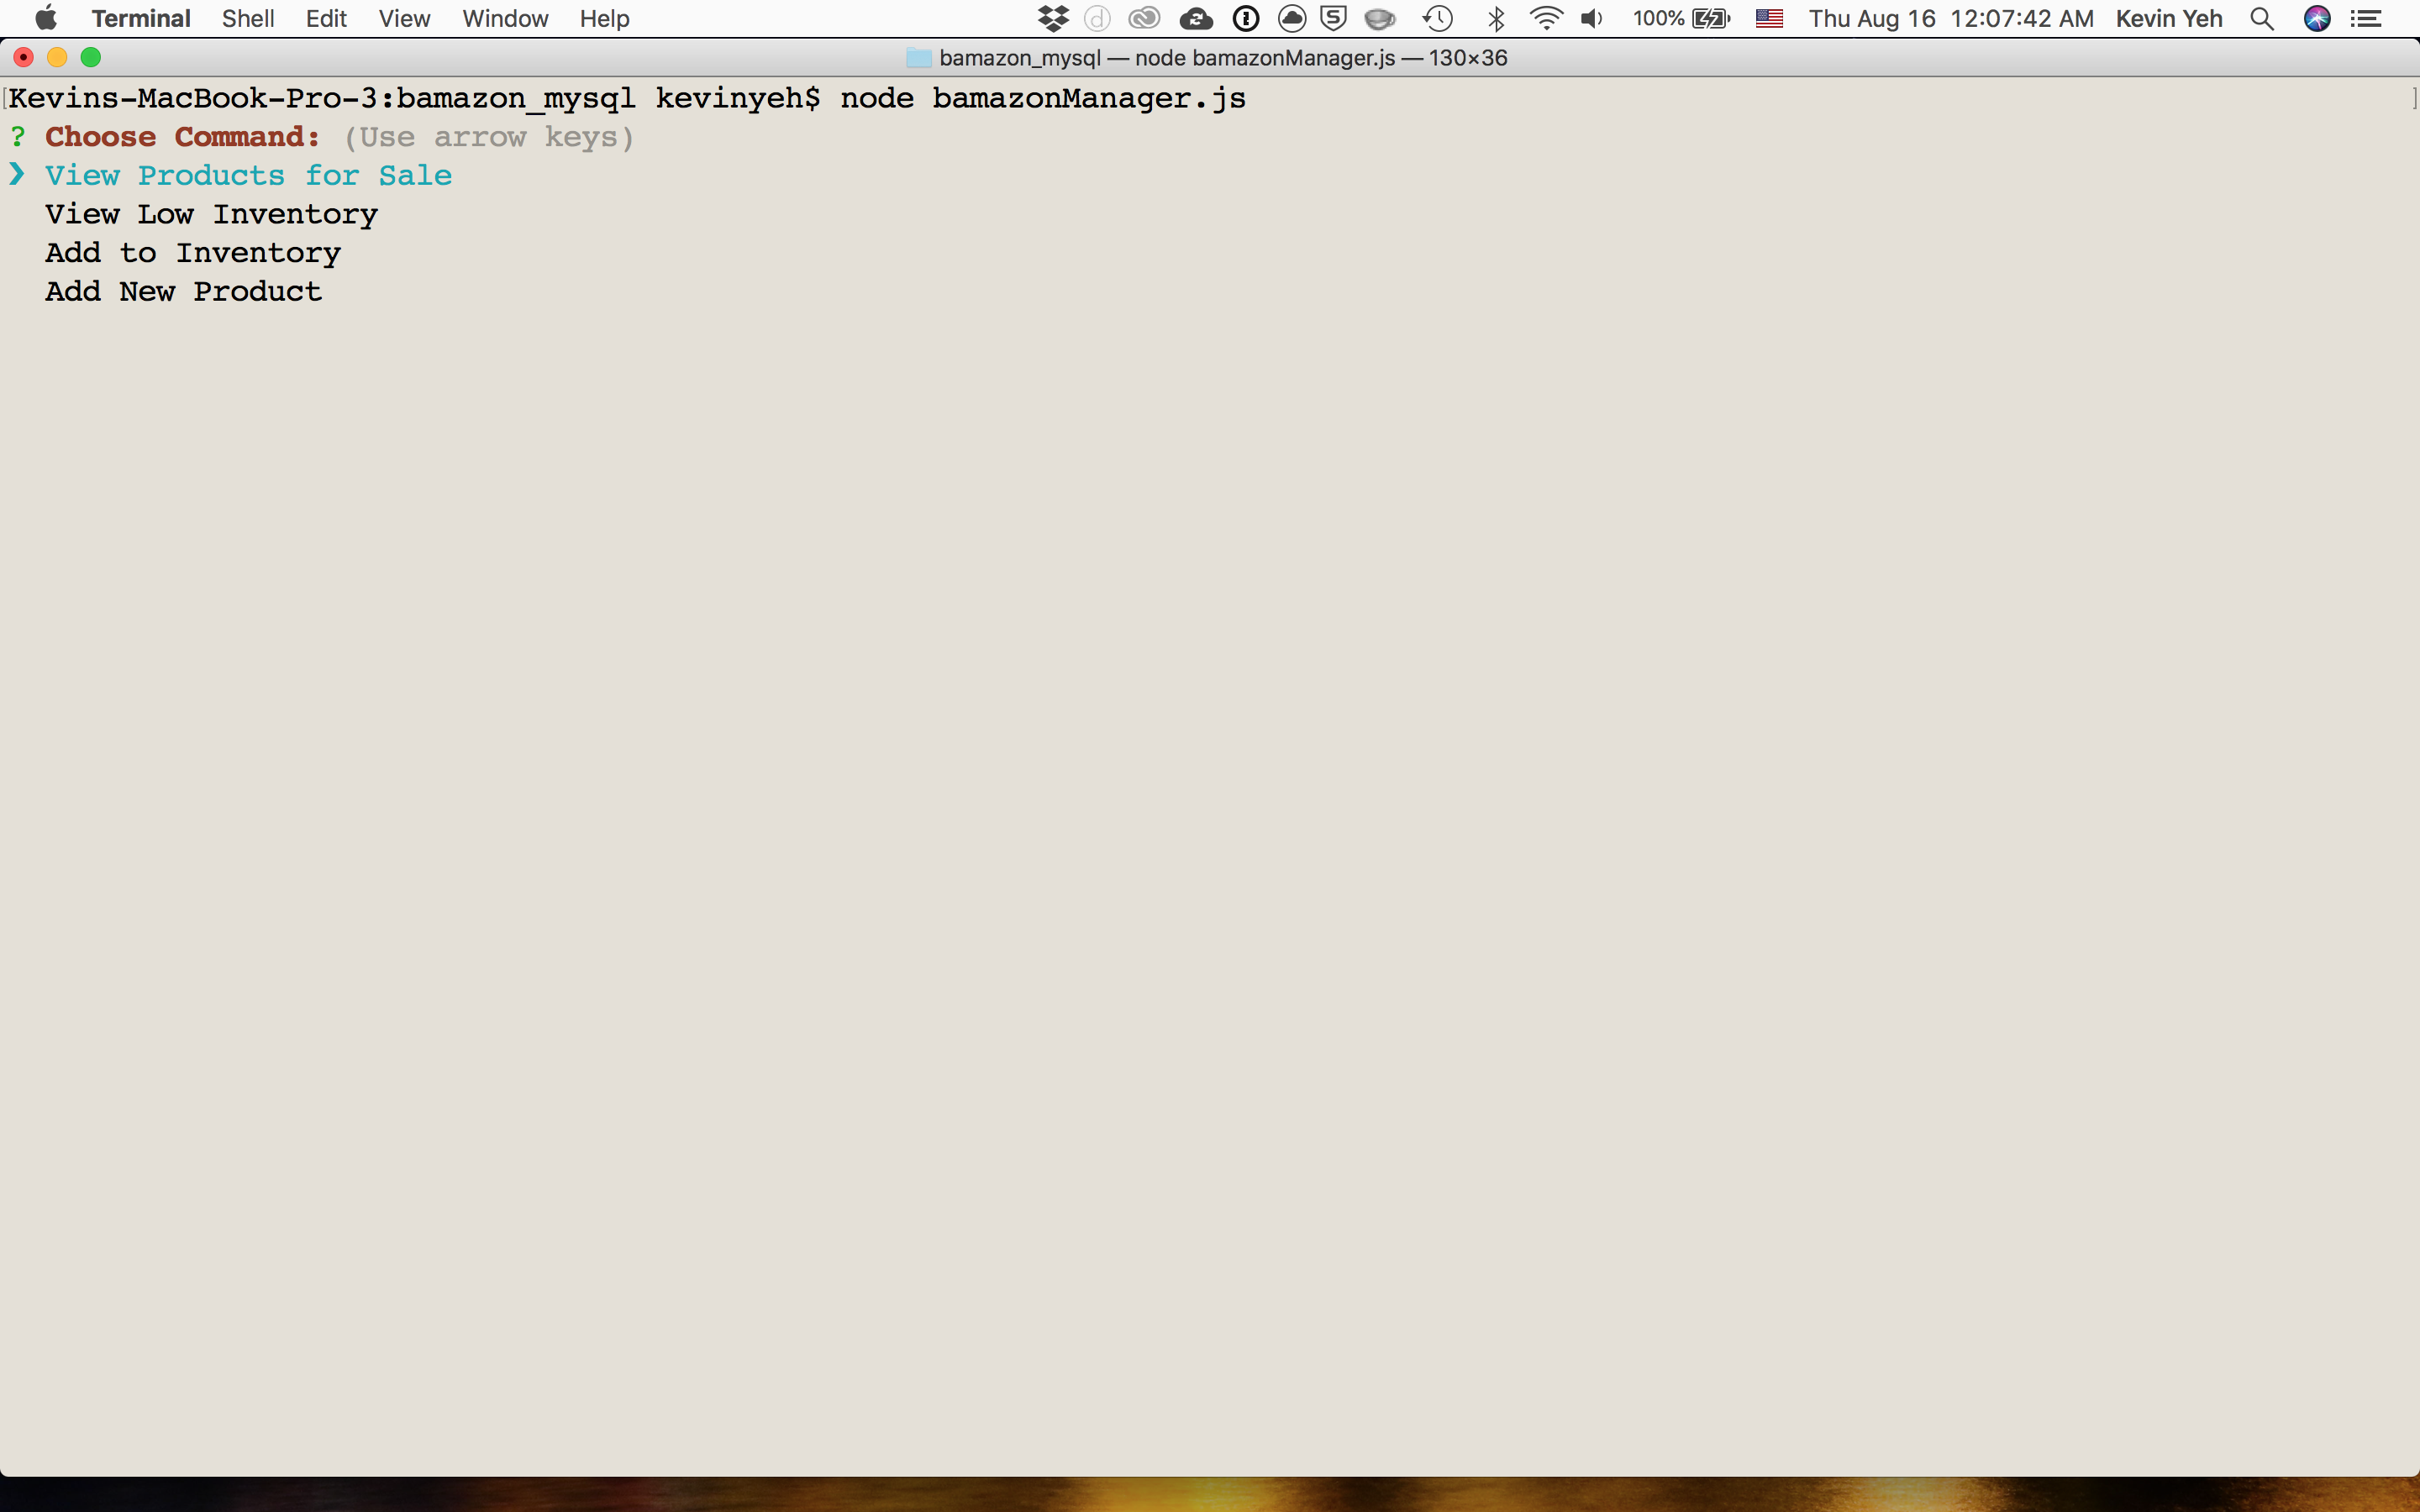 Terminal Shell Edit View Window Help 100% Thu Aug 16 12:07:42 AM Kevin Yeh
bamazon_mysql — node bamazonManager.js — 130×36
[Kevins-MacBook-Pro-3:bamazon_mysql kevinyeh$ node bamazonManager.js ]
? Choose Command: (Use arrow keys)
❯ View Products for Sale
View Low Inventory
Add to Inventory
Add New Product